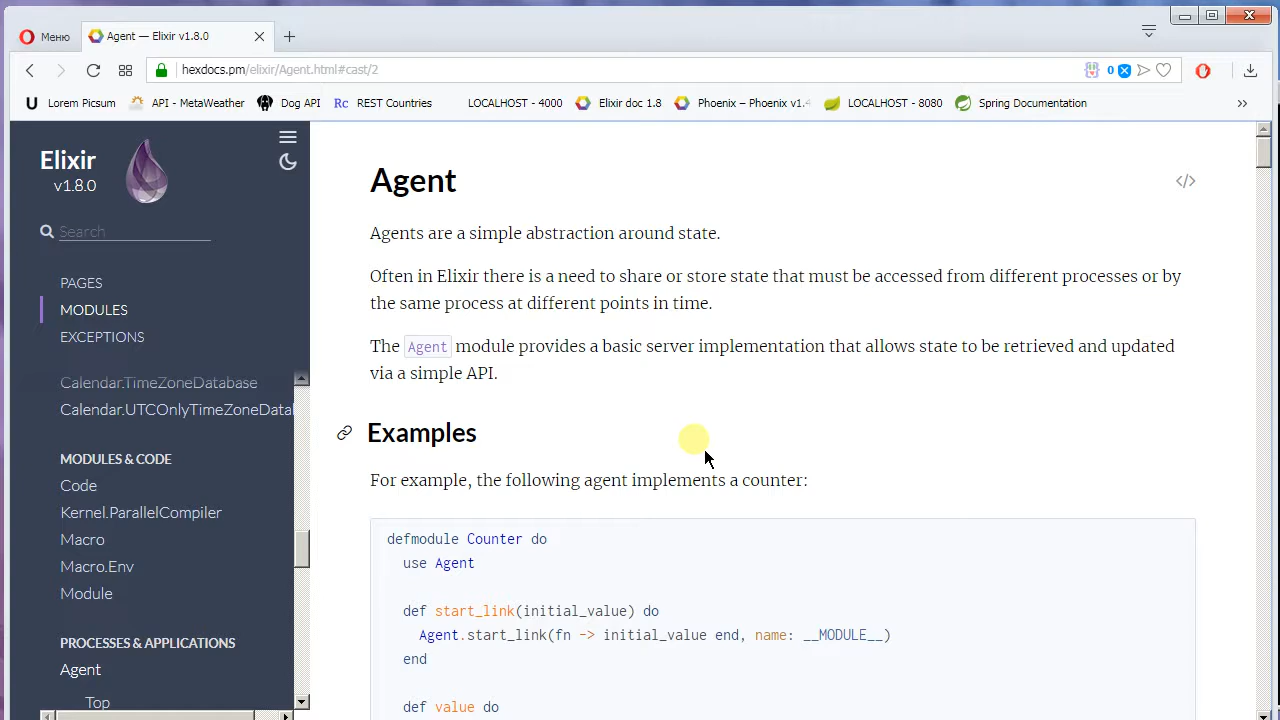 Меню
Agent — Elixir v1.8.0
hexdocs.pm/elixir/Agent.html#cast/2
0
U Lorem Picsum
API - MetaWeather
Dog API
Rc REST Countries
LOCALHOST - 4000
Elixir doc 1.8
Phoenix – Phoenix v1.4
LOCALHOST - 8080
Spring Documentation
Elixir
v1.8.0
Search
PAGES
MODULES
EXCEPTIONS
Calendar.TimeZoneDatabase
Calendar.UTCOnlyTimeZoneDatal
MODULES & CODE
Code
Kernel.ParallelCompiler
Macro
Macro.Env
Module
PROCESSES & APPLICATIONS
Agent
Top
Agent
</>
Agents are a simple abstraction around state.
Often in Elixir there is a need to share or store state that must be accessed from different processes or by
the same process at different points in time.
The Agent module provides a basic server implementation that allows state to be retrieved and updated
via a simple API.
Examples
For example, the following agent implements a counter:
defmodule Counter do
use Agent
def start_link(initial_value) do
Agent.start_link(fn -> initial_value end, name: __MODULE__)
end
def value do